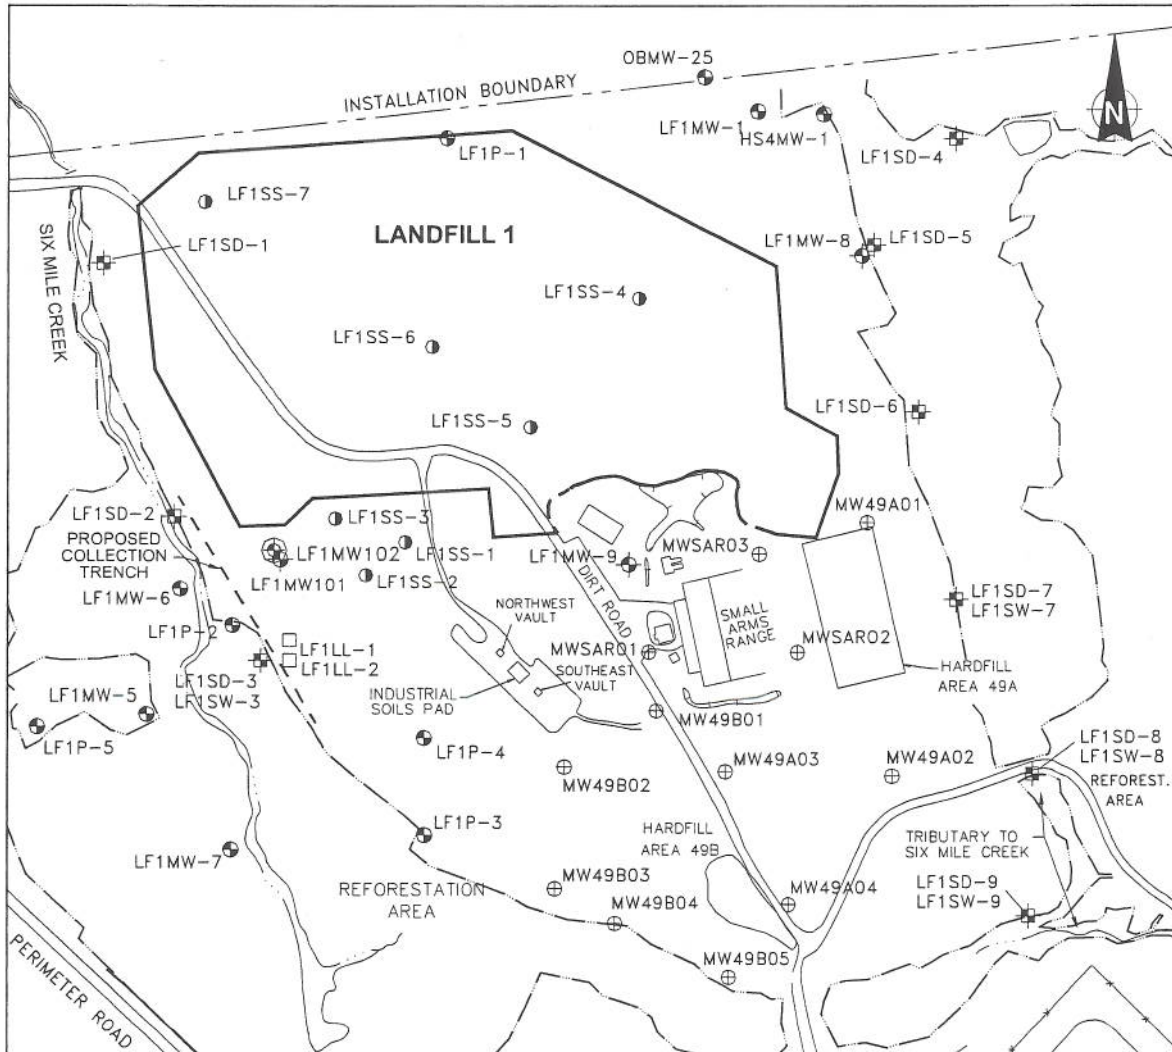 OBMW-25
INSTALLATION BOUNDARY
LF1MW-1
HS4MW-1
N
LF1P-1
LF1SD-4
LF1SS-7
LANDFILL 1
LF1SD-1
LF1MW-8
LF1SD-5
SIX MILE CREEK
LF1SS-4
LF1SS-6
LF1SD-6
LF1SS-5
LF1SD-2
LF1SS-3
MW49A01
PROPOSED
COLLECTION
TRENCH
LF1MW102
LF1SS-1
LF1MW-9
MWSAR03
LF1MW101
LF1SS-2
DIRT ROAD
LF1MW-6
NORTHWEST
VAULT
SMALL
ARMS
RANGE
LF1SD-7
LF1SW-7
LF1P-2
LF1LL-1
LF1LL-2
MWSAR01
MWSAR02
LF1SD-3
LF1SW-3
INDUSTRIAL
SOILS PAD
SOUTHEAST
VAULT
HARDFILL
AREA 49A
LF1MW-5
LF1P-5
MW49B01
LF1P-4
LF1SD-8
LF1SW-8
REFOREST.
AREA
MW49B02
MW49A03
MW49A02
LF1P-3
HARDFILL
AREA 49B
TRIBUTARY TO
SIX MILE CREEK
LF1MW-7
MW49B03
REFORESTATION
AREA
MW49B04
MW49A04
LF1SD-9
LF1SW-9
MW49B05
PERIMETER ROAD